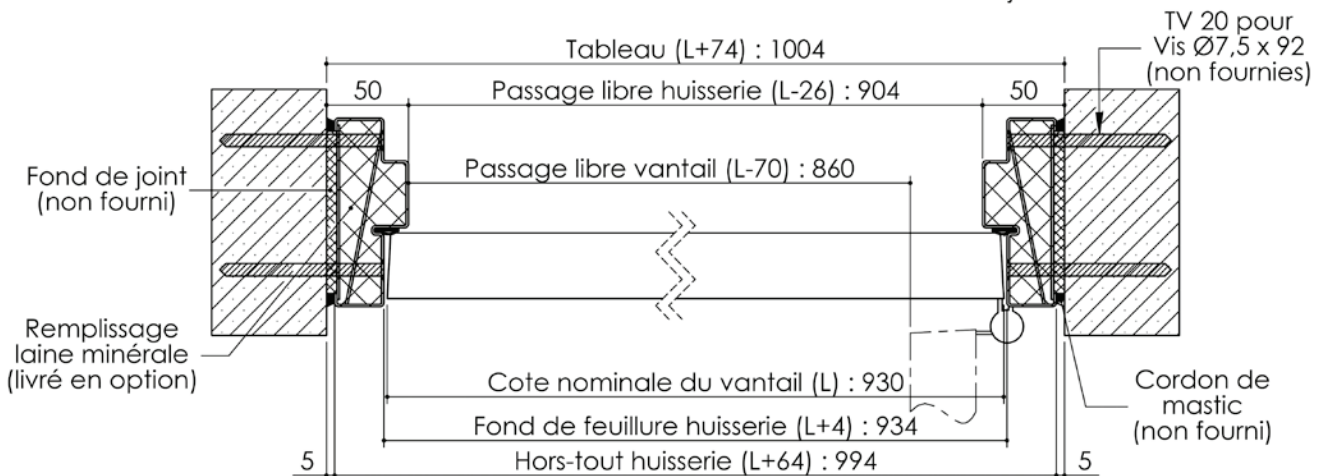 TV 20 pour
Vis Ø7,5 x 92
(non fournies)
Tableau (L+74) : 1004
50
Passage libre huisserie (L-26) : 904
50
Passage libre vantail (L-70) : 860
Fond de joint
(non fourni)
Remplissage
laine minérale
(livré en option)
Cote nominale du vantail (L) : 930
Cordon de
mastic
(non fourni)
Fond de feuillure huisserie (L+4) : 934
5
Hors-tout huisserie (L+64) : 994
5